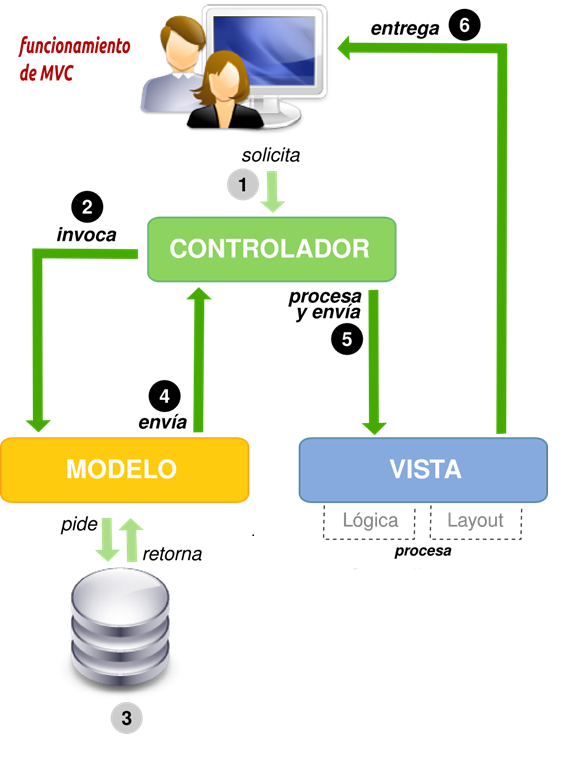 funcionamiento
de MVC
entrega 6
solicita
1
2
invoca
CONTROLADOR
procesa
y envía
5
4
envía
MODELO
VISTA
Lógica
Layout
procesa
pide
retorna
3